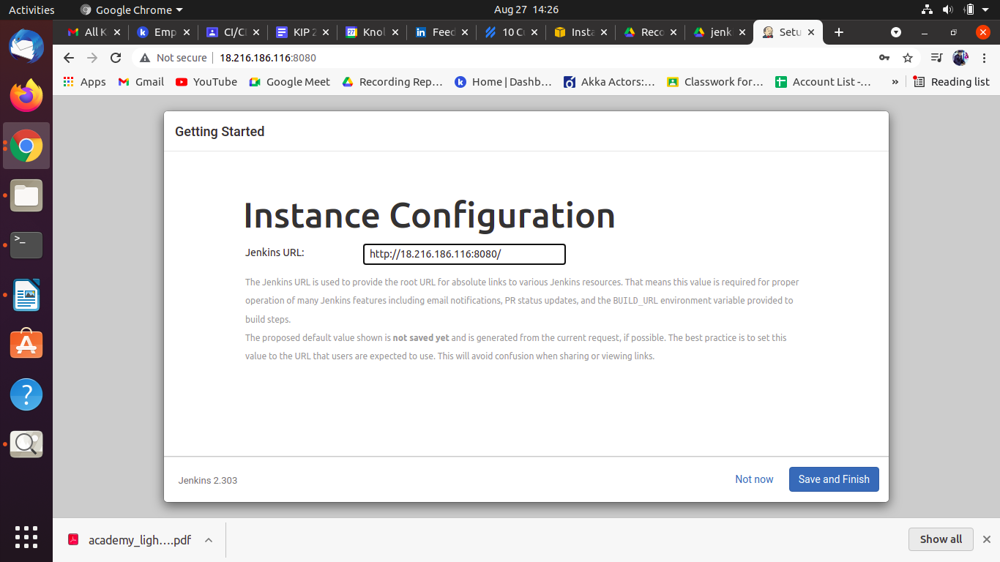 Activities
Google Chrome
Aug 27 14:26
All K
Emp
CI/C
KIP 2
27
Knol
in
Feed
10 Cu
Insta
Reco
jenk
Setu
Not secure
18.216.186.116:8080
Apps
Gmail
YouTube
Google Meet
Recording Rep...
Home | Dashb...
Akka Actors:...
Classwork for...
Account List -...
»
Reading list
Getting Started
Instance Configuration
Jenkins URL:
http://18.216.186.116:8080/
The Jenkins URL is used to provide the root URL for absolute links to various Jenkins resources. That means this value is required for proper
operation of many Jenkins features including email notifications, PR status updates, and the BUILD_URL environment variable provided to
build steps.
The proposed default value shown is not saved yet and is generated from the current request, if possible. The best practice is to set this
value to the URL that users are expected to use. This will avoid confusion when sharing or viewing links.
Jenkins 2.303
Not now
Save and Finish
academy_ligh....pdf
Show all